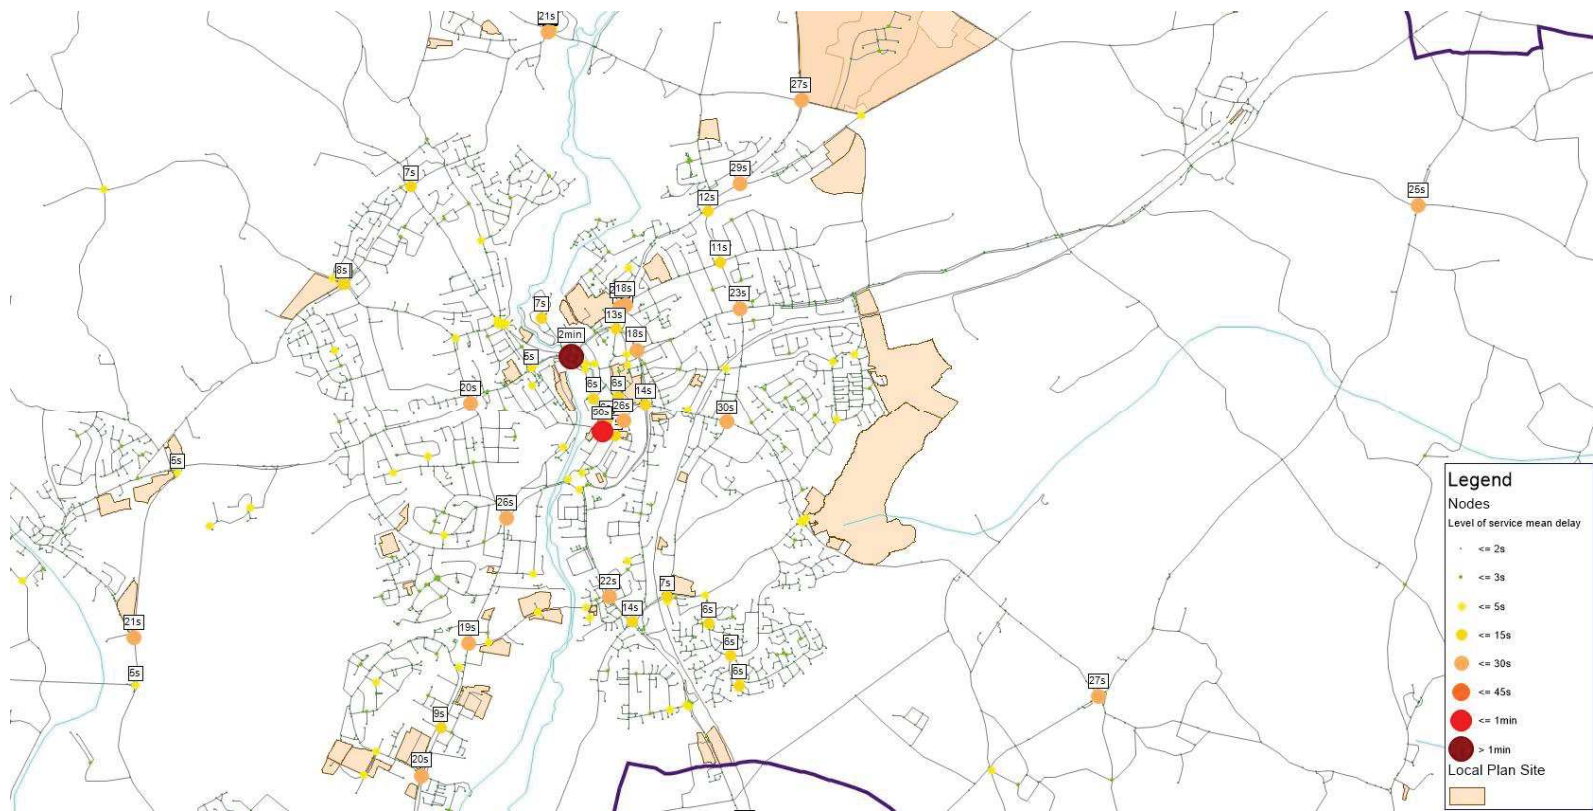 21s
27s
7s
29s
25s
12s
11s
8s
18s
23s
7s
13s
2min
18s
5s
6s
6s
20s
14s
26s
30s
5s
Legend
Nodes
Level of service mean delay
<= 2s
<= 3s
<= 5s
<= 15s
<= 30s
<= 45s
<= 1min
> 1min
Local Plan Site
26s
22s
7s
14s
6s
21s
19s
6s
5s
6s
27s
9s
20s